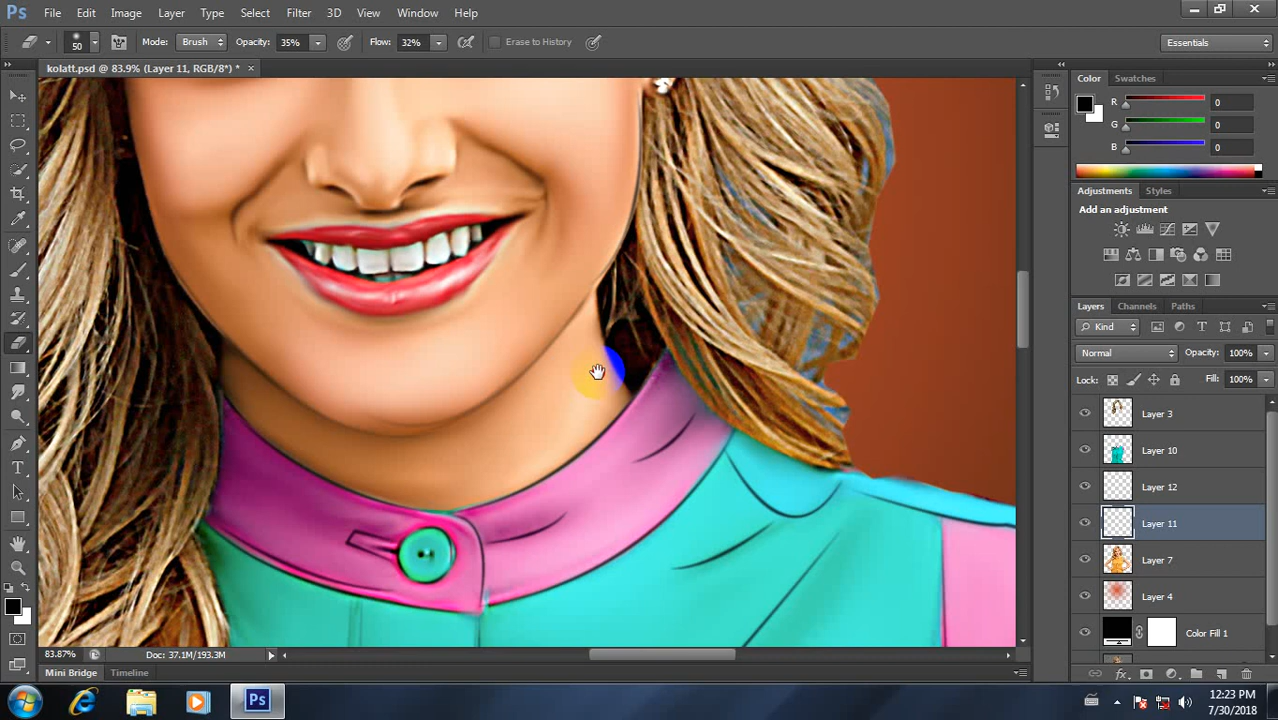 Ps File Edit Image Layer Type Select Filter 3D View Window Help
50 Mode: Brush Opacity: 35% Flow: 32% Erase to History Essentials
kolatt.psd @ 83.9% (Layer 11, RGB/8*) * ×
Color Swatches
R 0
G 0
B 0
Adjustments Styles
Add an adjustment
Layers Channels Paths
Kind
Normal Opacity: 100%
Lock: Fill: 100%
Layer 3
Layer 10
Layer 12
Layer 11
Layer 7
Layer 4
Color Fill 1
83.87% Doc: 37.1M/193.3M
Mini Bridge Timeline
Ps
12:23 PM
7/30/2018